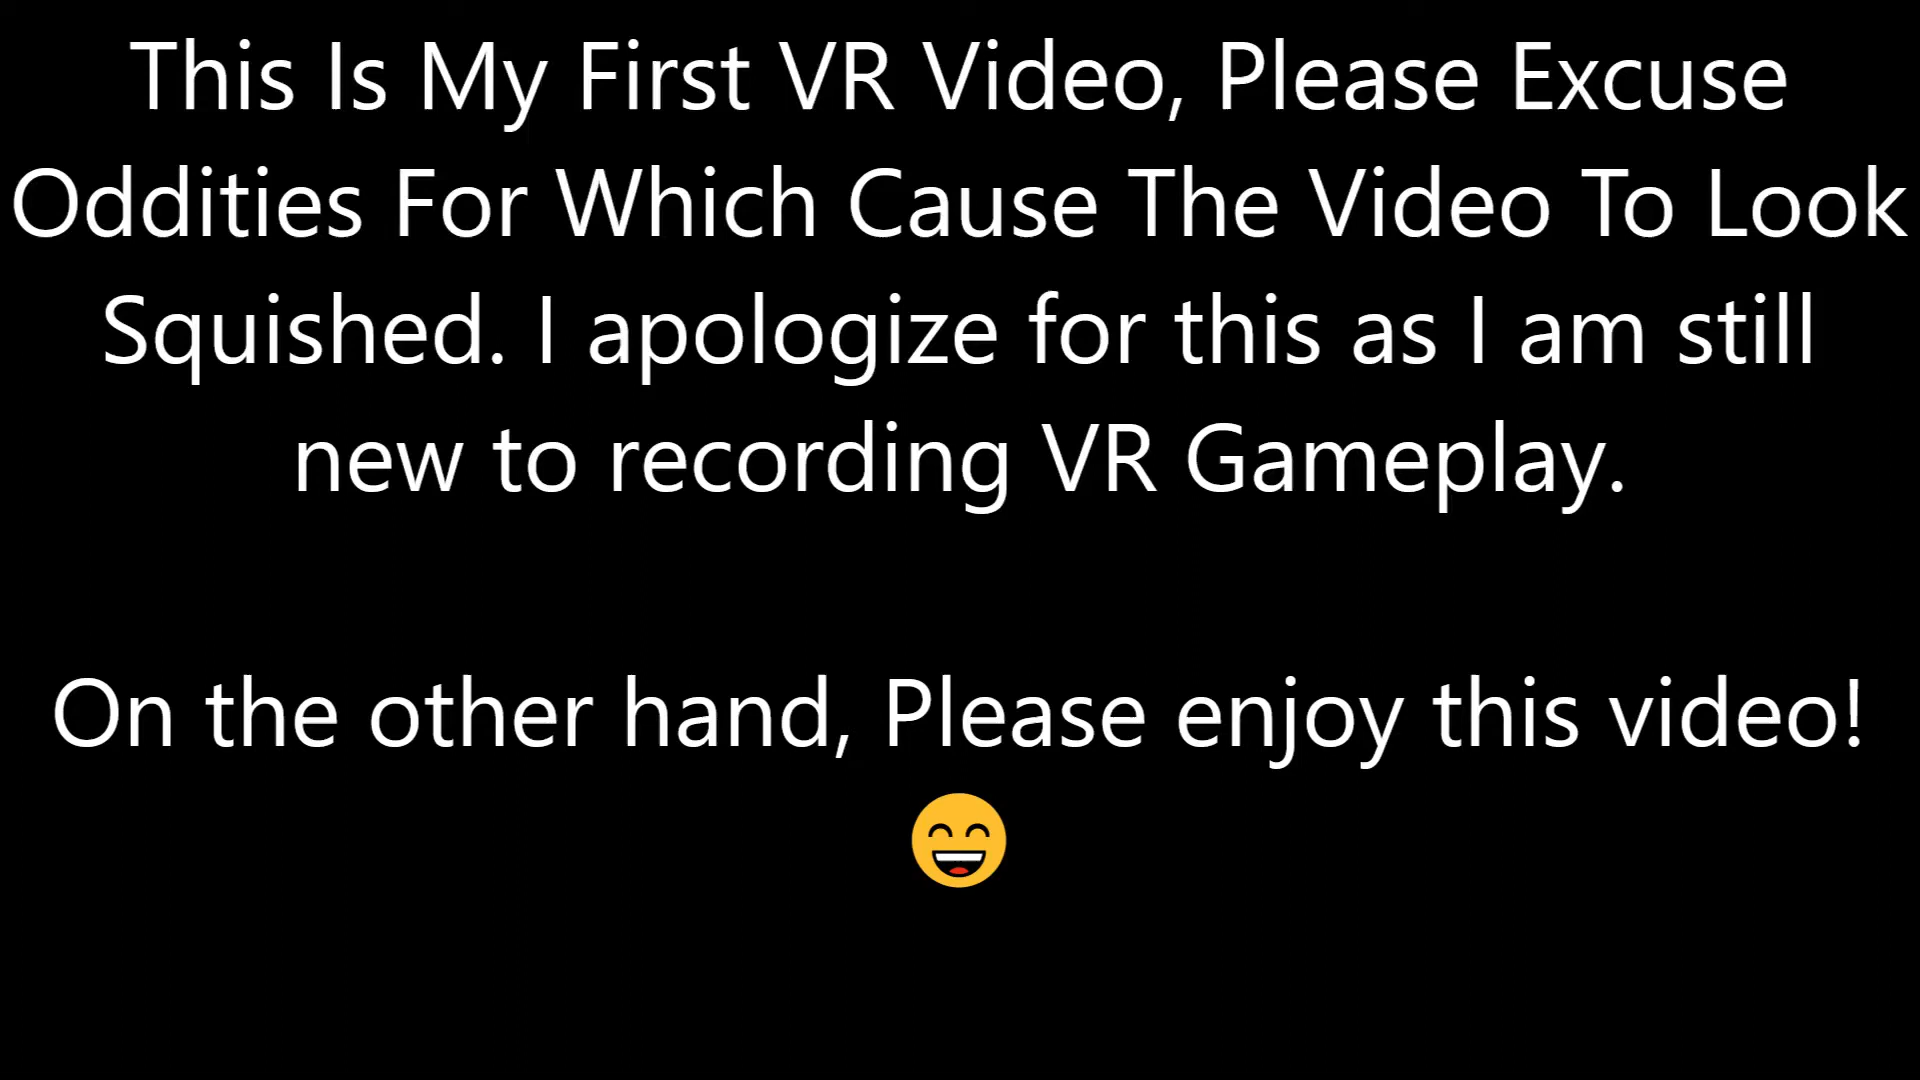 This Is My First VR Video, Please Excuse
Oddities For Which Cause The Video To Look
Squished. I apologize for this as I am still
new to recording VR Gameplay.
On the other hand, Please enjoy this video!
😄